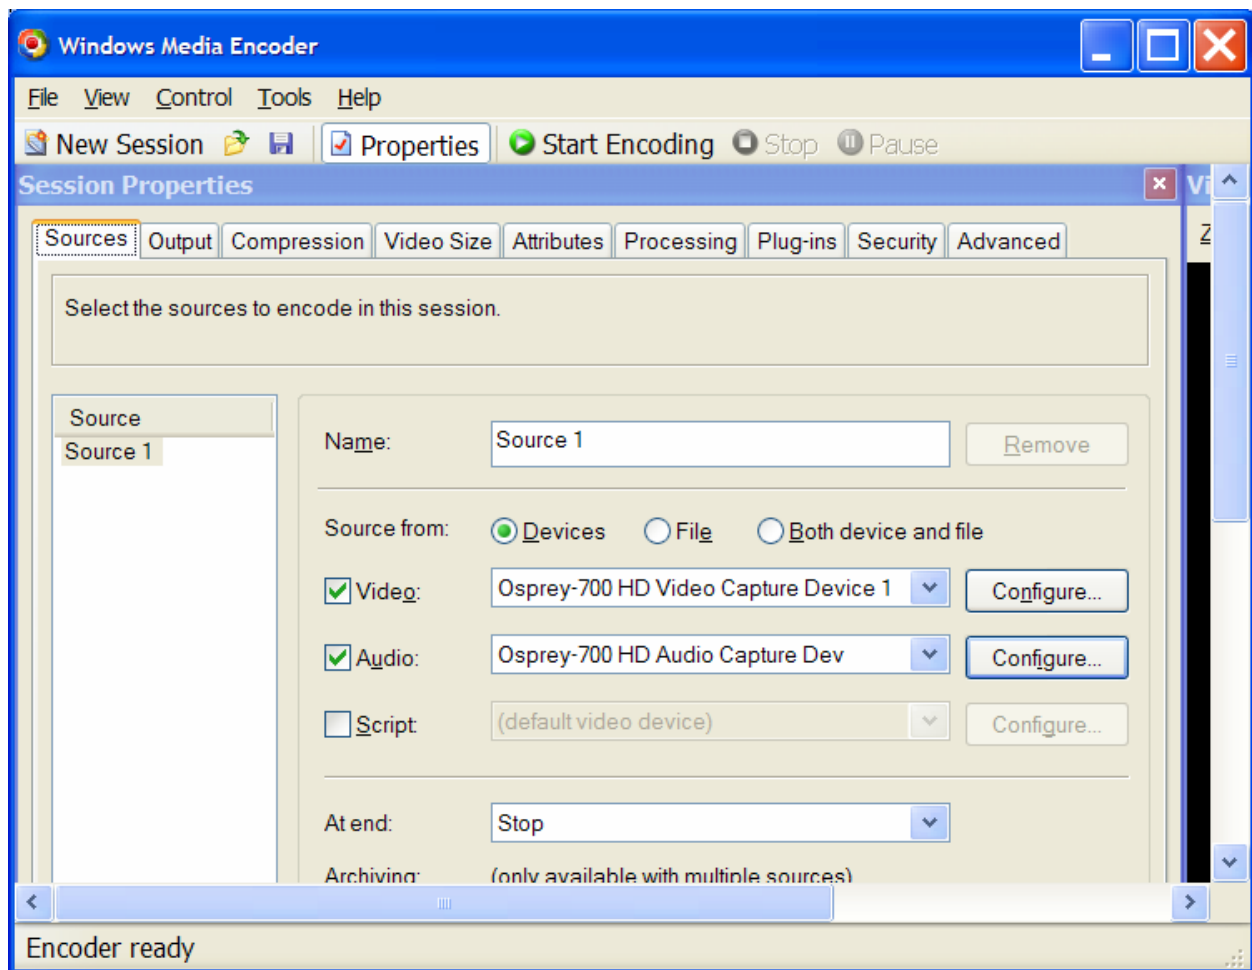 Windows Media Encoder
File View Control Tools Help
New Session Properties Start Encoding Stop Pause
Session Properties
Vi
Sources Output Compression Video Size Attributes Processing Plug-ins Security Advanced
Z
Select the sources to encode in this session.
Source
Source 1
Name: Source 1 Remove
Source from: Devices File Both device and file
Video: Osprey-700 HD Video Capture Device 1 Configure...
Audio: Osprey-700 HD Audio Capture Dev Configure...
Script: (default video device) Configure...
At end: Stop
Archiving: (only available with multiple sources)
Encoder ready